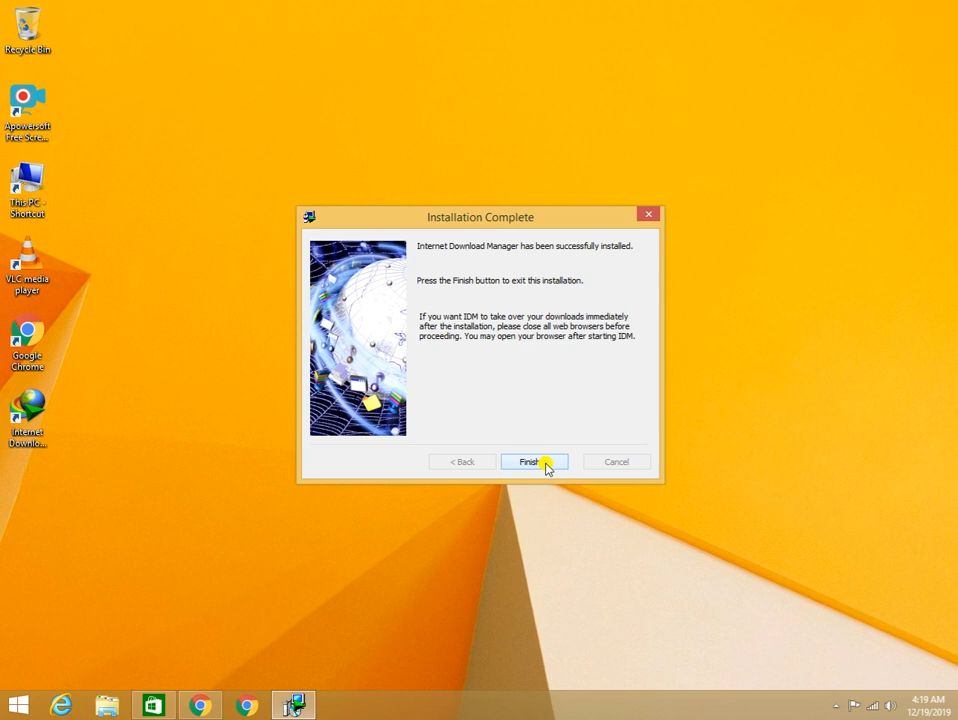 Recycle Bin
Apowersoft
Free Scre...
This PC -
Shortcut
VLC media
player
Google
Chrome
Internet
Downlo...
Installation Complete
Internet Download Manager has been successfully installed.
Press the Finish button to exit this installation.
If you want IDM to take over your downloads immediately
after the installation, please close all web browsers before
proceeding. You may open your browser after starting IDM.
< Back
Finish
Cancel
4:19 AM
12/19/2019